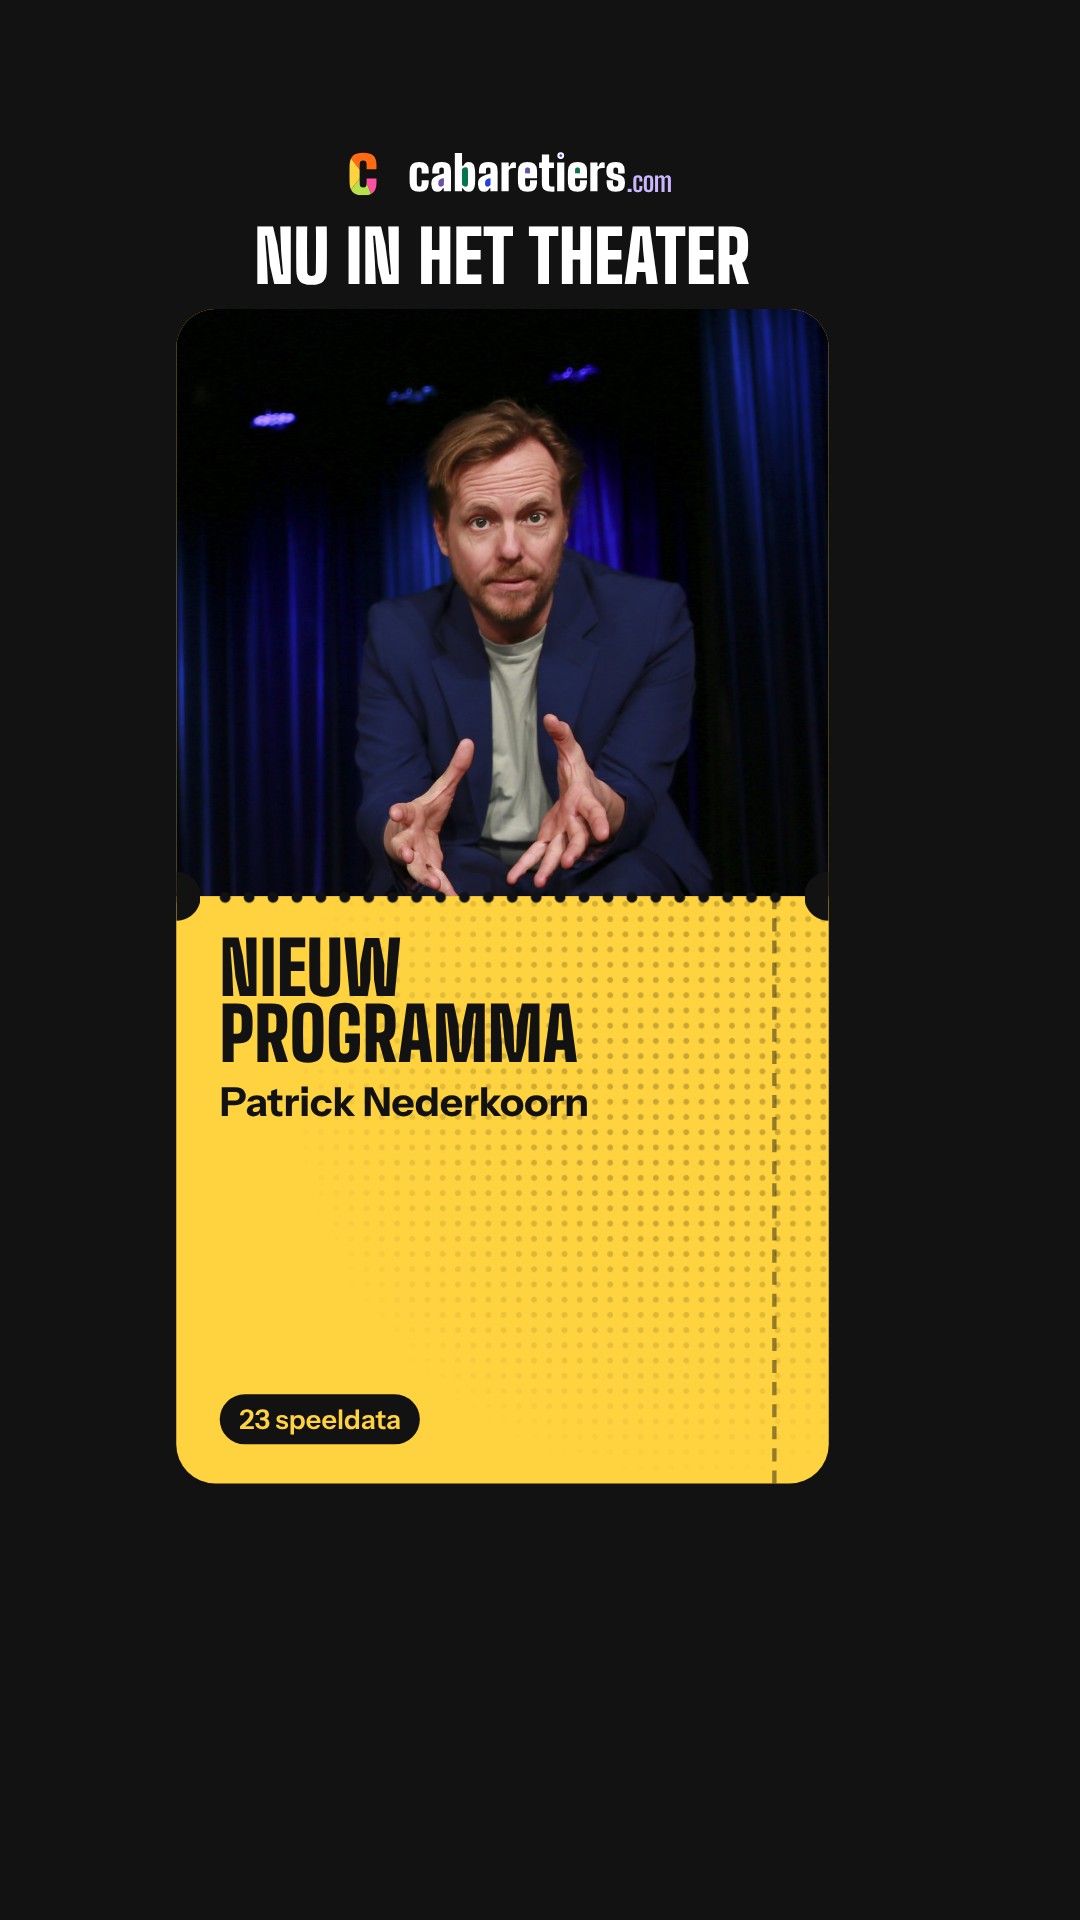 cabaretiers.com
NU IN HET THEATER
NIEUW
PROGRAMMA
Patrick Nederkoorn
23 speeldata